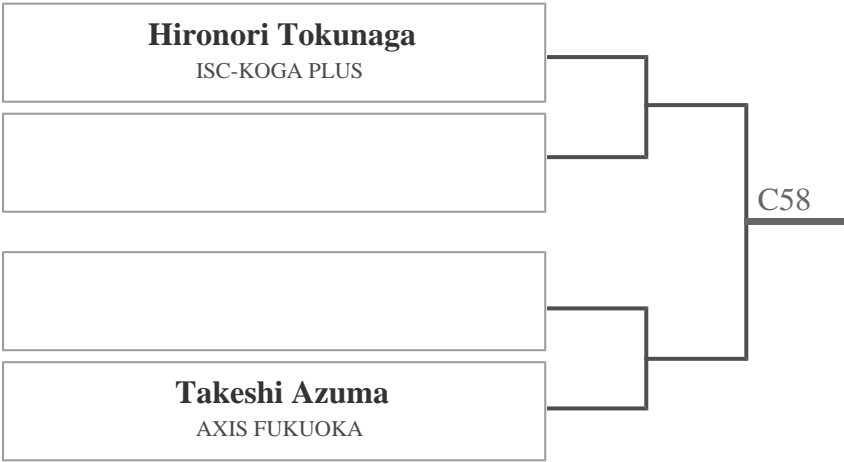 Hironori Tokunaga
ISC-KOGA PLUS
C58
Takeshi Azuma
AXIS FUKUOKA